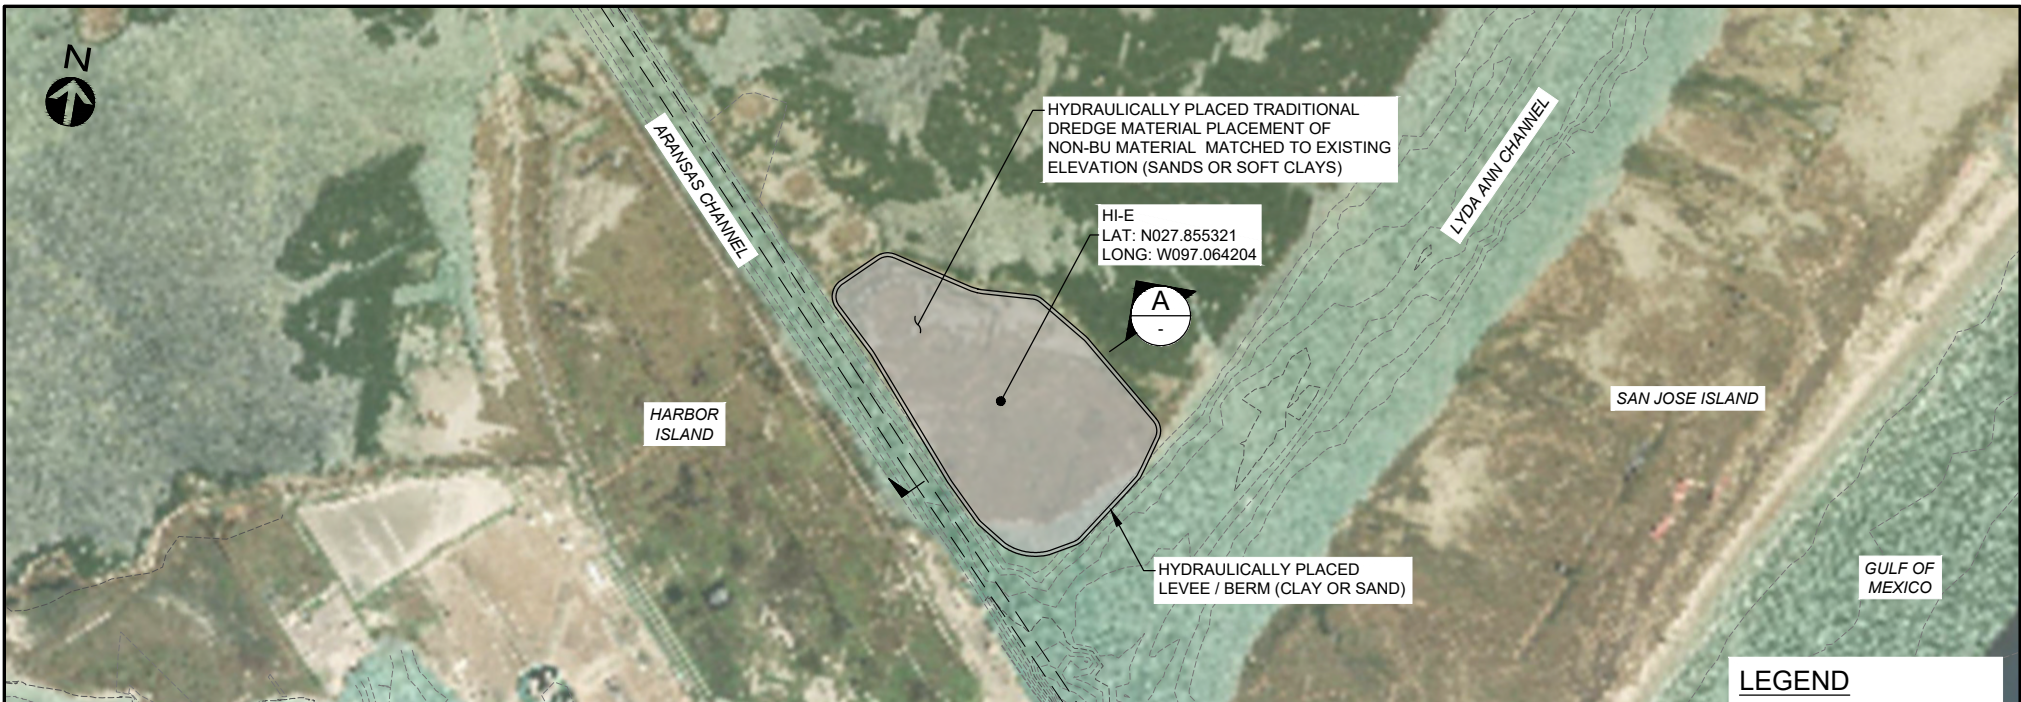 N
HYDRAULICALLY PLACED TRADITIONAL
DREDGE MATERIAL PLACEMENT OF
NON-BU MATERIAL MATCHED TO EXISTING
ELEVATION (SANDS OR SOFT CLAYS)
ARANSAS CHANNEL
LYDA ANN CHANNEL
HI-E
LAT: N027.855321
LONG: W097.064204
A
-
HARBOR
ISLAND
SAN JOSE ISLAND
HYDRAULICALLY PLACED
LEVEE / BERM (CLAY OR SAND)
GULF OF
MEXICO
LEGEND